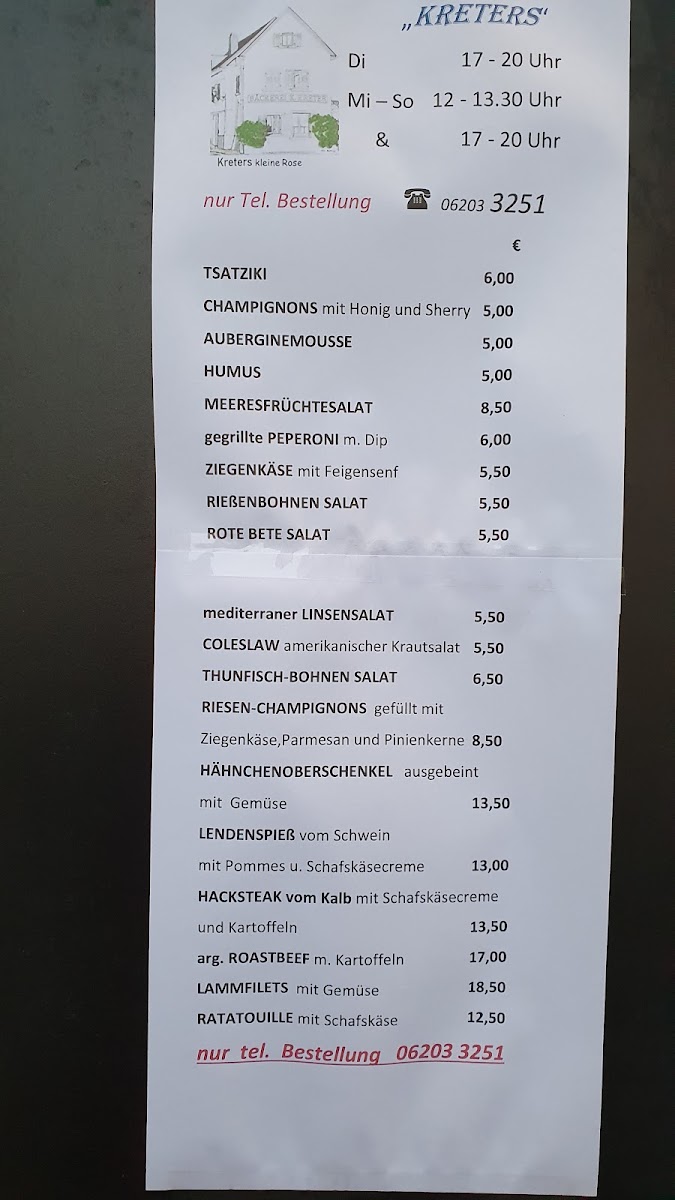 „KRETERS“
Di 17 - 20 Uhr
Mi – So 12 - 13.30 Uhr
& 17 - 20 Uhr
BÄCKEREI E. KRETER
Kreters kleine Rose
nur Tel. Bestellung ☎ 06203 3251
€
TSATZIKI 6,00
CHAMPIGNONS mit Honig und Sherry 5,00
AUBERGINEMOUSSE 5,00
HUMUS 5,00
MEERESFRÜCHTESALAT 8,50
gegrillte PEPERONI m. Dip 6,00
ZIEGENKÄSE mit Feigensenf 5,50
RIEßENBOHNEN SALAT 5,50
ROTE BETE SALAT 5,50
mediterraner LINSENSALAT 5,50
COLESLAW amerikanischer Krautsalat 5,50
THUNFISCH-BOHNEN SALAT 6,50
RIESEN-CHAMPIGNONS gefüllt mit
Ziegenkäse,Parmesan und Pinienkerne 8,50
HÄHNCHENOBERSCHENKEL ausgebeint
mit Gemüse 13,50
LENDENSPIEß vom Schwein
mit Pommes u. Schafskäsecreme 13,00
HACKSTEAK vom Kalb mit Schafskäsecreme
und Kartoffeln 13,50
arg. ROASTBEEF m. Kartoffeln 17,00
LAMMFILETS mit Gemüse 18,50
RATATOUILLE mit Schafskäse 12,50
nur tel. Bestellung 06203 3251